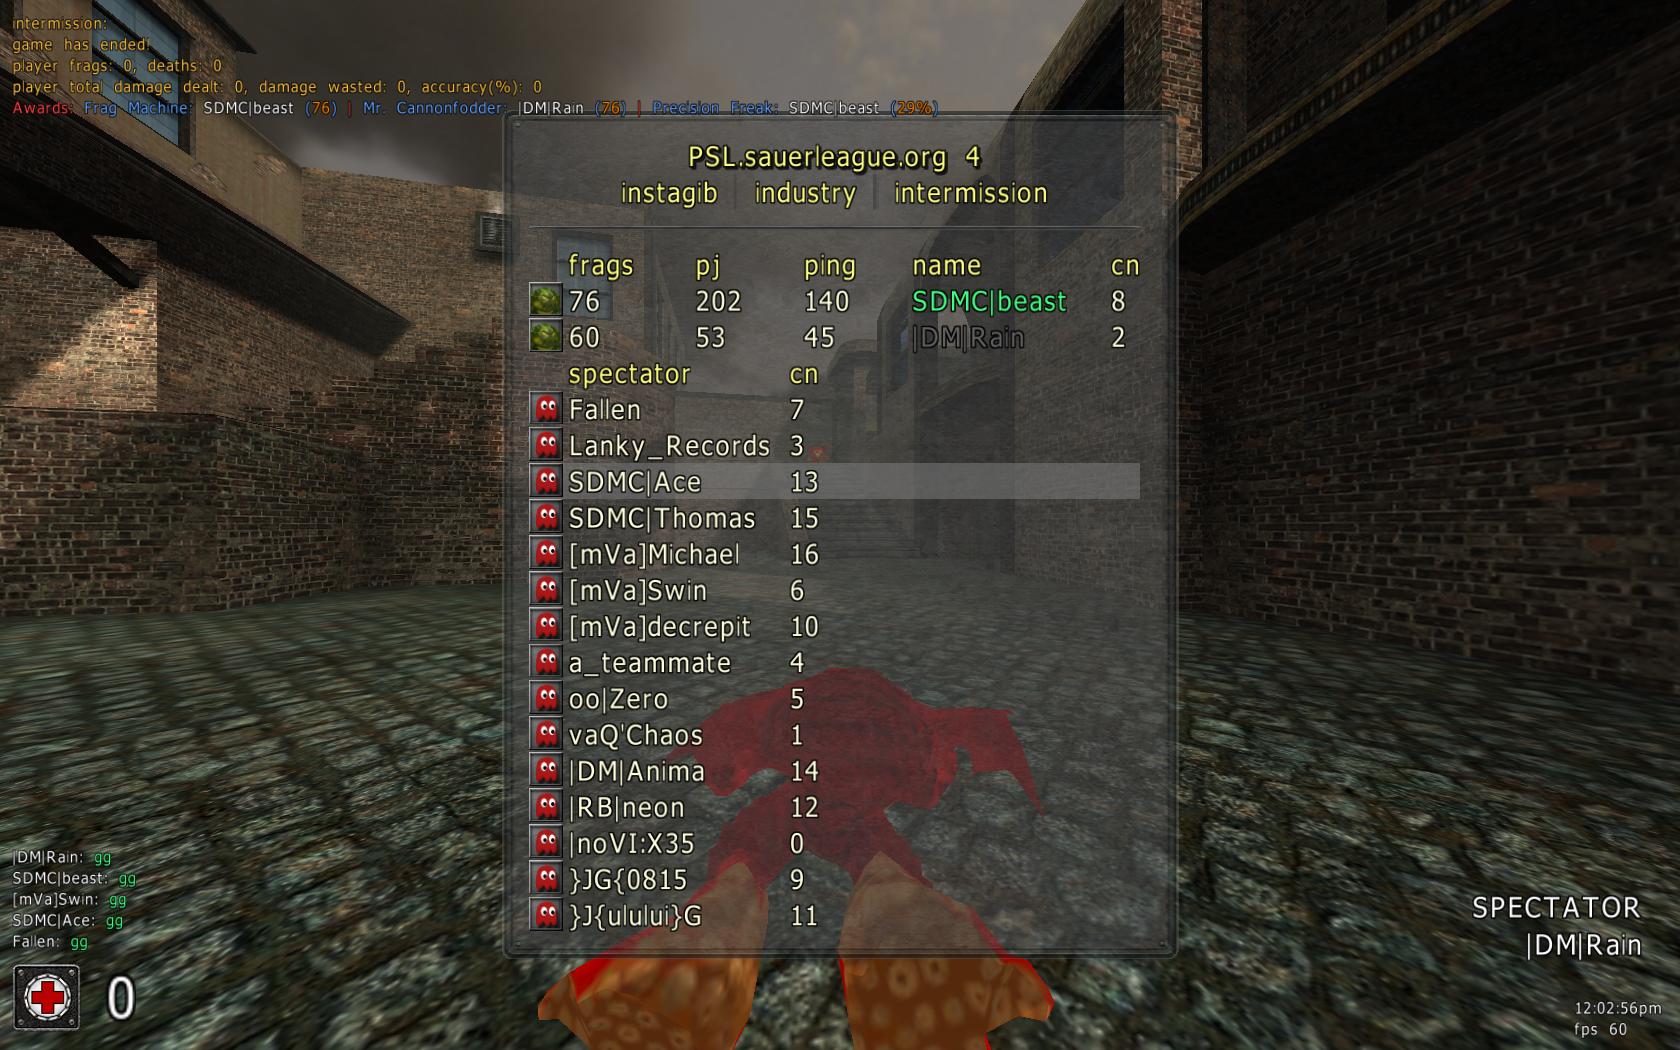 intermission:
game has ended!
player frags: 0, deaths: 0
player total damage dealt: 0, damage wasted: 0, accuracy(%): 0
Awards: Frag Machine: SDMC|beast (76) | Mr. Cannonfodder: |DM|Rain (76) | Precision Freak: SDMC|beast (29%)
PSL.sauerleague.org 4
instagib industry intermission
frags pj ping name cn
76 202 140 SDMC|beast 8
60 53 45 |DM|Rain 2
spectator cn
Fallen 7
Lanky_Records 3
SDMC|Ace 13
SDMC|Thomas 15
[mVa]Michael 16
[mVa]Swin 6
[mVa]decrepit 10
a_teammate 4
oo|Zero 5
vaQ'Chaos 1
|DM|Anima 14
|RB|neon 12
|noVI:X35 0
}JG{0815 9
}J{ulului}G 11
|DM|Rain: gg
SDMC|beast: gg
[mVa]Swin: gg
SDMC|Ace: gg
Fallen: gg
0
SPECTATOR
|DM|Rain
12:02:56pm
fps 60